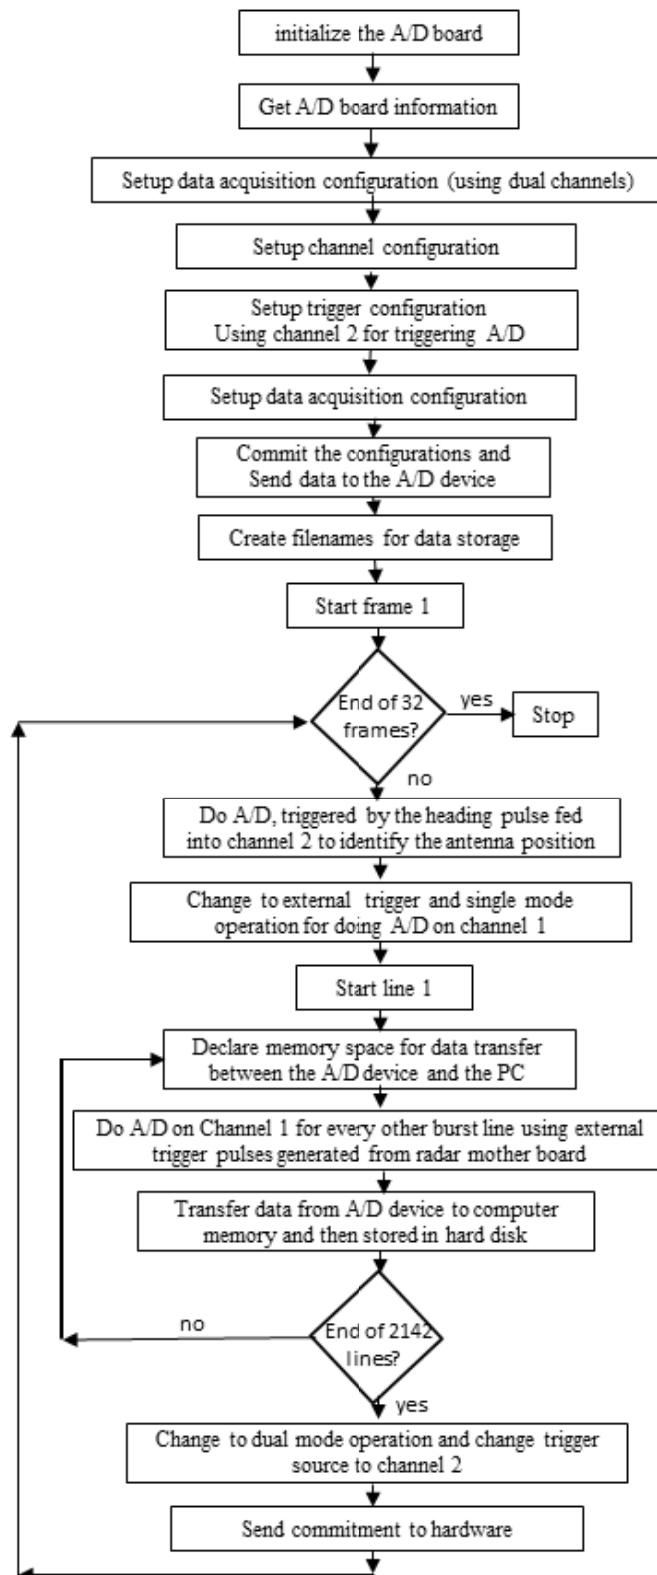 initialize the A/D board
Get A/D board information
Setup data acquisition configuration (using dual channels)
Setup channel configuration
Setup trigger configuration
Using channel 2 for triggering A/D
Setup data acquisition configuration
Commit the configurations and
Send data to the A/D device
Create filenames for data storage
Start frame 1
End of 32
frames?
yes
Stop
no
Do A/D, triggered by the heading pulse fed
into channel 2 to identify the antenna position
Change to external trigger and single mode
operation for doing A/D on channel 1
Start line 1
Declare memory space for data transfer
between the A/D device and the PC
Do A/D on Channel 1 for every other burst line using external
trigger pulses generated from radar mother board
Transfer data from A/D device to computer
memory and then stored in hard disk
no
End of 2142
lines?
yes
Change to dual mode operation and change trigger
source to channel 2
Send commitment to hardware